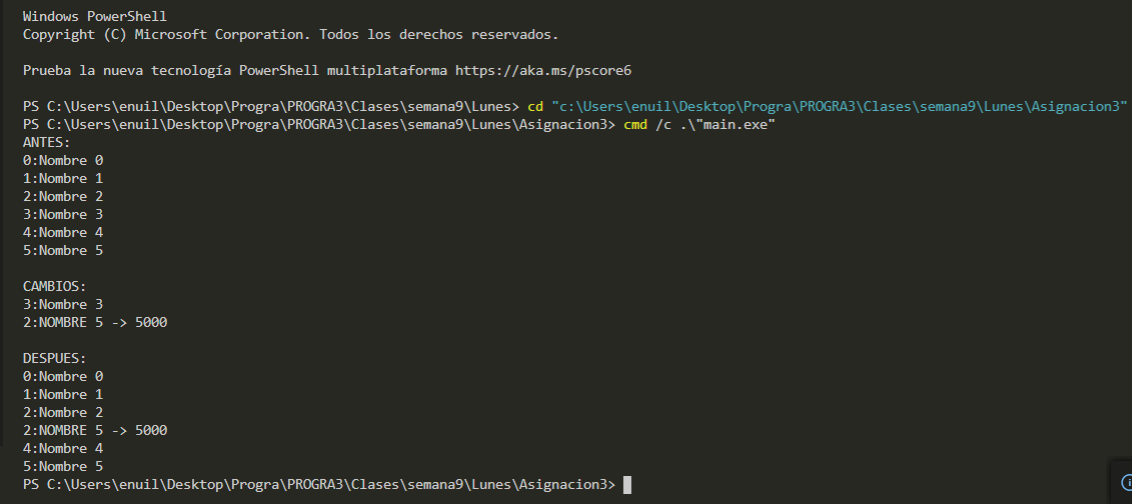 Windows PowerShell
Copyright (C) Microsoft Corporation. Todos los derechos reservados.
Prueba la nueva tecnología PowerShell multiplataforma https://aka.ms/pscore6
PS C:\Users\enuil\Desktop\Progra\PROGRA3\Clases\semana9\Lunes> cd "c:\Users\enuil\Desktop\Progra\PROGRA3\Clases\semana9\Lunes\Asignacion3"
PS C:\Users\enuil\Desktop\Progra\PROGRA3\Clases\semana9\Lunes\Asignacion3> cmd /c .\"main.exe"
ANTES:
0:Nombre 0
1:Nombre 1
2:Nombre 2
3:Nombre 3
4:Nombre 4
5:Nombre 5
CAMBIOS:
3:Nombre 3
2:NOMBRE 5 -> 5000
DESPUES:
0:Nombre 0
1:Nombre 1
2:Nombre 2
2:NOMBRE 5 -> 5000
4:Nombre 4
5:Nombre 5
PS C:\Users\enuil\Desktop\Progra\PROGRA3\Clases\semana9\Lunes\Asignacion3>